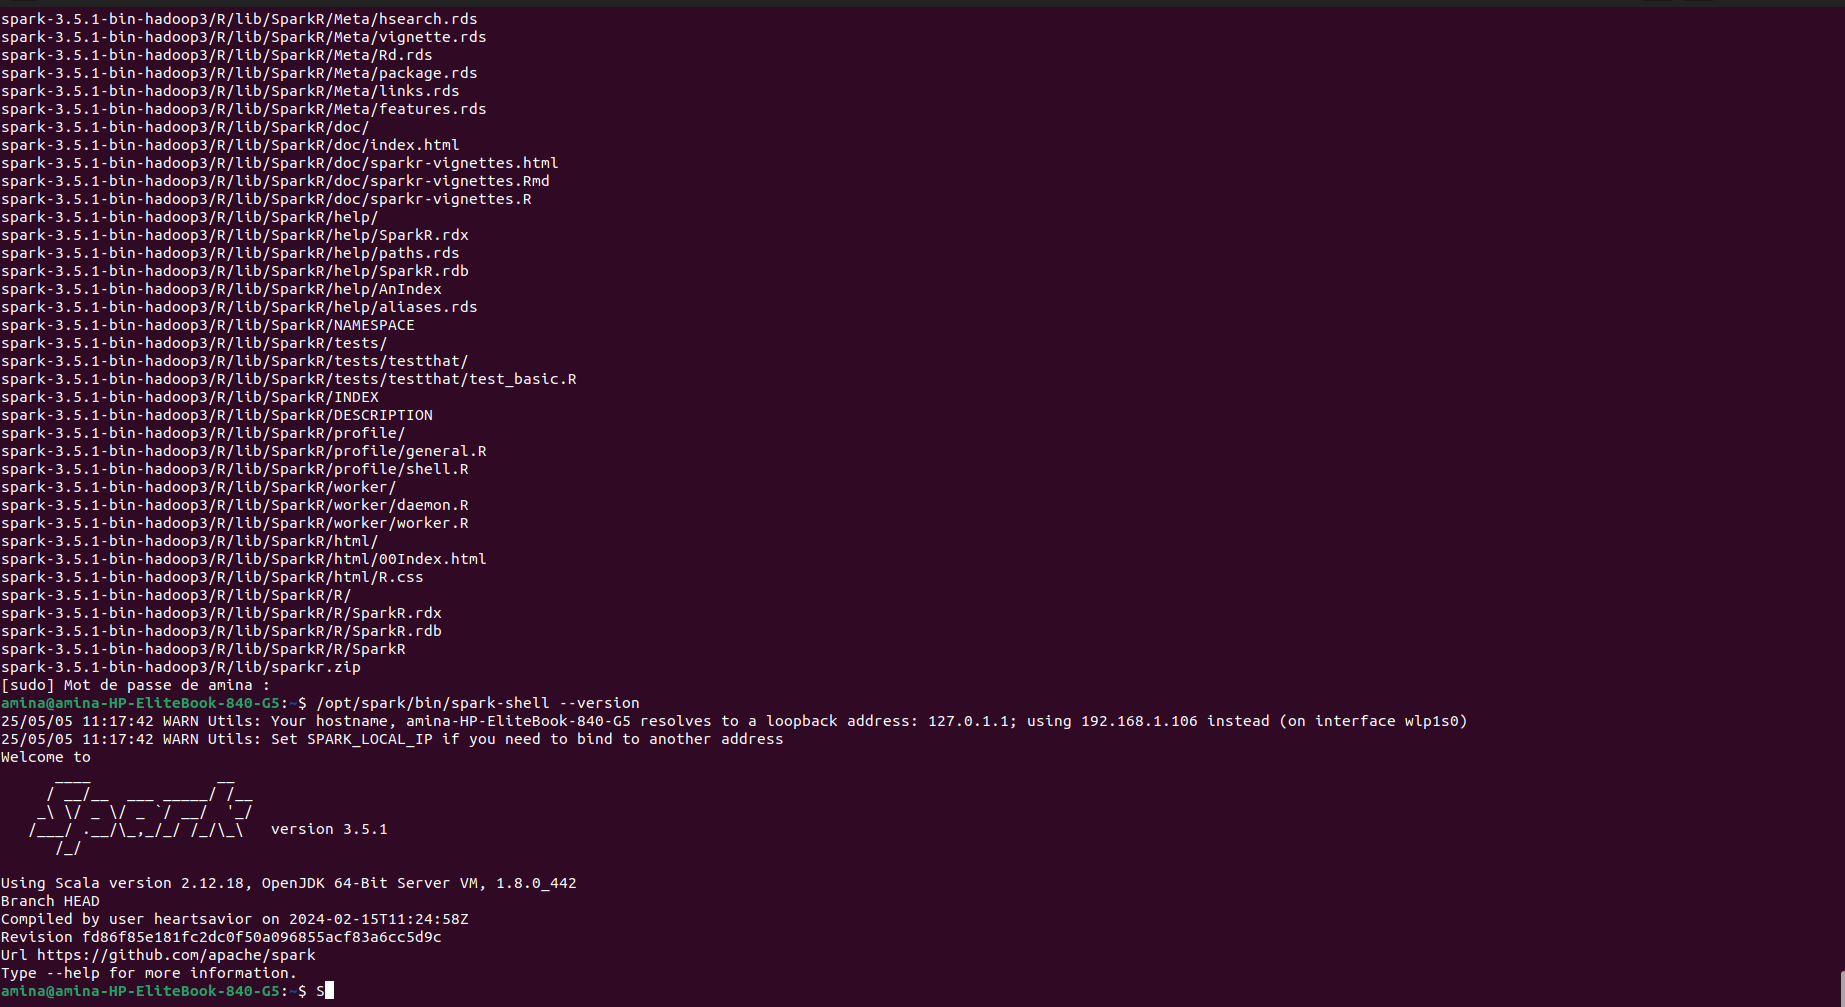 spark-3.5.1-bin-hadoop3/R/lib/SparkR/Meta/hsearch.rds
spark-3.5.1-bin-hadoop3/R/lib/SparkR/Meta/vignette.rds
spark-3.5.1-bin-hadoop3/R/lib/SparkR/Meta/Rd.rds
spark-3.5.1-bin-hadoop3/R/lib/SparkR/Meta/package.rds
spark-3.5.1-bin-hadoop3/R/lib/SparkR/Meta/links.rds
spark-3.5.1-bin-hadoop3/R/lib/SparkR/Meta/features.rds
spark-3.5.1-bin-hadoop3/R/lib/SparkR/doc/
spark-3.5.1-bin-hadoop3/R/lib/SparkR/doc/index.html
spark-3.5.1-bin-hadoop3/R/lib/SparkR/doc/sparkr-vignettes.html
spark-3.5.1-bin-hadoop3/R/lib/SparkR/doc/sparkr-vignettes.Rmd
spark-3.5.1-bin-hadoop3/R/lib/SparkR/doc/sparkr-vignettes.R
spark-3.5.1-bin-hadoop3/R/lib/SparkR/help/
spark-3.5.1-bin-hadoop3/R/lib/SparkR/help/SparkR.rdx
spark-3.5.1-bin-hadoop3/R/lib/SparkR/help/paths.rds
spark-3.5.1-bin-hadoop3/R/lib/SparkR/help/SparkR.rdb
spark-3.5.1-bin-hadoop3/R/lib/SparkR/help/AnIndex
spark-3.5.1-bin-hadoop3/R/lib/SparkR/help/aliases.rds
spark-3.5.1-bin-hadoop3/R/lib/SparkR/NAMESPACE
spark-3.5.1-bin-hadoop3/R/lib/SparkR/tests/
spark-3.5.1-bin-hadoop3/R/lib/SparkR/tests/testthat/
spark-3.5.1-bin-hadoop3/R/lib/SparkR/tests/testthat/test_basic.R
spark-3.5.1-bin-hadoop3/R/lib/SparkR/INDEX
spark-3.5.1-bin-hadoop3/R/lib/SparkR/DESCRIPTION
spark-3.5.1-bin-hadoop3/R/lib/SparkR/profile/
spark-3.5.1-bin-hadoop3/R/lib/SparkR/profile/general.R
spark-3.5.1-bin-hadoop3/R/lib/SparkR/profile/shell.R
spark-3.5.1-bin-hadoop3/R/lib/SparkR/worker/
spark-3.5.1-bin-hadoop3/R/lib/SparkR/worker/daemon.R
spark-3.5.1-bin-hadoop3/R/lib/SparkR/worker/worker.R
spark-3.5.1-bin-hadoop3/R/lib/SparkR/html/
spark-3.5.1-bin-hadoop3/R/lib/SparkR/html/00Index.html
spark-3.5.1-bin-hadoop3/R/lib/SparkR/html/R.css
spark-3.5.1-bin-hadoop3/R/lib/SparkR/R/
spark-3.5.1-bin-hadoop3/R/lib/SparkR/R/SparkR.rdx
spark-3.5.1-bin-hadoop3/R/lib/SparkR/R/SparkR.rdb
spark-3.5.1-bin-hadoop3/R/lib/SparkR/R/SparkR
spark-3.5.1-bin-hadoop3/R/lib/sparkr.zip
[sudo] Mot de passe de amina :
amina@amina-HP-EliteBook-840-G5:~$ /opt/spark/bin/spark-shell --version
25/05/05 11:17:42 WARN Utils: Your hostname, amina-HP-EliteBook-840-G5 resolves to a loopback address: 127.0.1.1; using 192.168.1.106 instead (on interface wlp1s0)
25/05/05 11:17:42 WARN Utils: Set SPARK_LOCAL_IP if you need to bind to another address
Welcome to
      ____              __
     / __/__  ___ _____/ /__
    _\ \/ _ \/ _ `/ __/  '_/
   /___/ .__/\_,_/_/ /_/\_\   version 3.5.1
      /_/
Using Scala version 2.12.18, OpenJDK 64-Bit Server VM, 1.8.0_442
Branch HEAD
Compiled by user heartsavior on 2024-02-15T11:24:58Z
Revision fd86f85e181fc2dc0f50a096855acf83a6cc5d9c
Url https://github.com/apache/spark
Type --help for more information.
amina@amina-HP-EliteBook-840-G5:~$ S